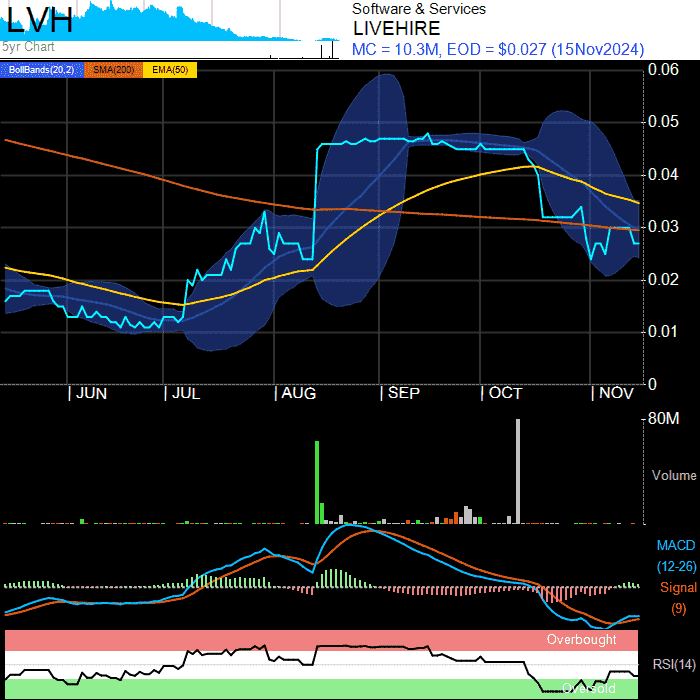 LVH
Software & Services
LIVEHIRE
5yr Chart
MC = 10.3M, EOD = $0.027 (15Nov2024)
BollBands(20,2) SMA(200) EMA(50)
0.06
0.05
0.04
0.03
0.02
0.01
0
| JUN | JUL | AUG | SEP | OCT | NOV
80M
Volume
MACD
(12-26)
Signal
(9)
Overbought
RSI(14)
Oversold